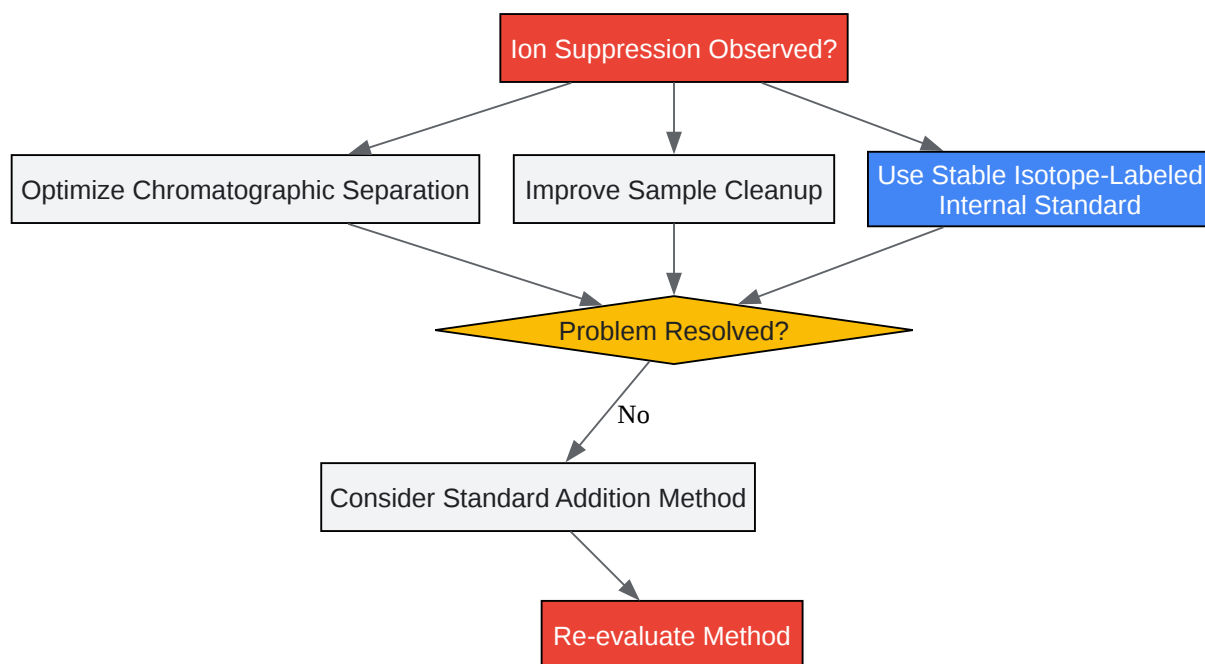 Ion Suppression Observed?
Optimize Chromatographic Separation
Improve Sample Cleanup
Use Stable Isotope-Labeled
Internal Standard
Problem Resolved?
No
Consider Standard Addition Method
Re-evaluate Method